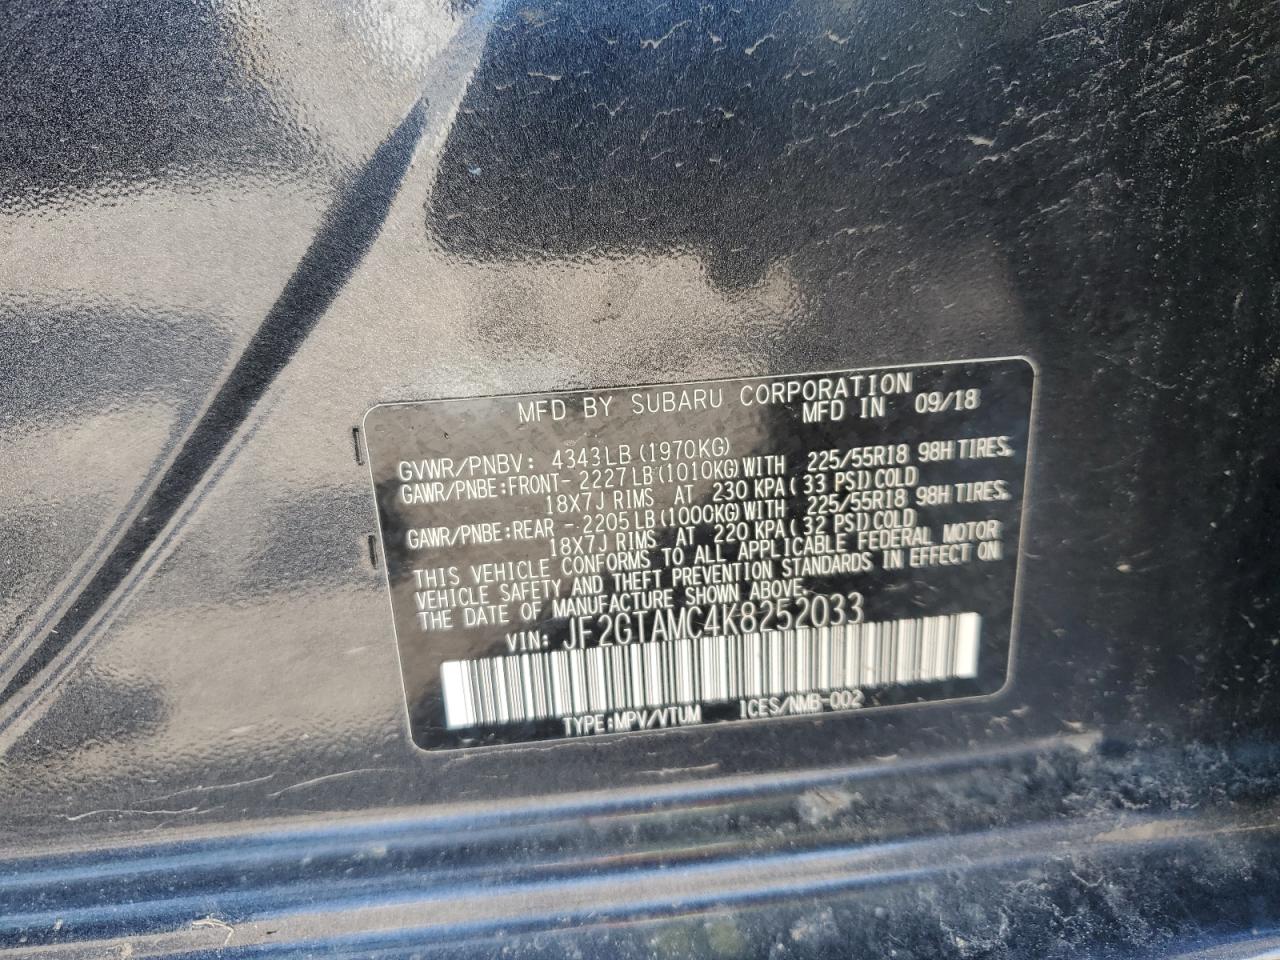 MFD BY SUBARU CORPORATION
MFD IN 09/18
GVWR/PNBV: 4343LB(1970KG)
GAWR/PNBE:FRONT- 2227LB(1010KG)WITH 225/55R18 98H TIRES,
18X7J RIMS AT 230 KPA(33 PSI)COLD
GAWR/PNBE:REAR - 2205LB(1000KG)WITH 225/55R18 98H TIRES,
18X7J RIMS AT 220 KPA(32 PSI)COLD
THIS VEHICLE CONFORMS TO ALL APPLICABLE FEDERAL MOTOR
VEHICLE SAFETY AND THEFT PREVENTION STANDARDS IN EFFECT ON
THE DATE OF MANUFACTURE SHOWN ABOVE.
VIN: JF2GTAMC4K8252033
TYPE:MPV/VTUM ICES/NMB-002